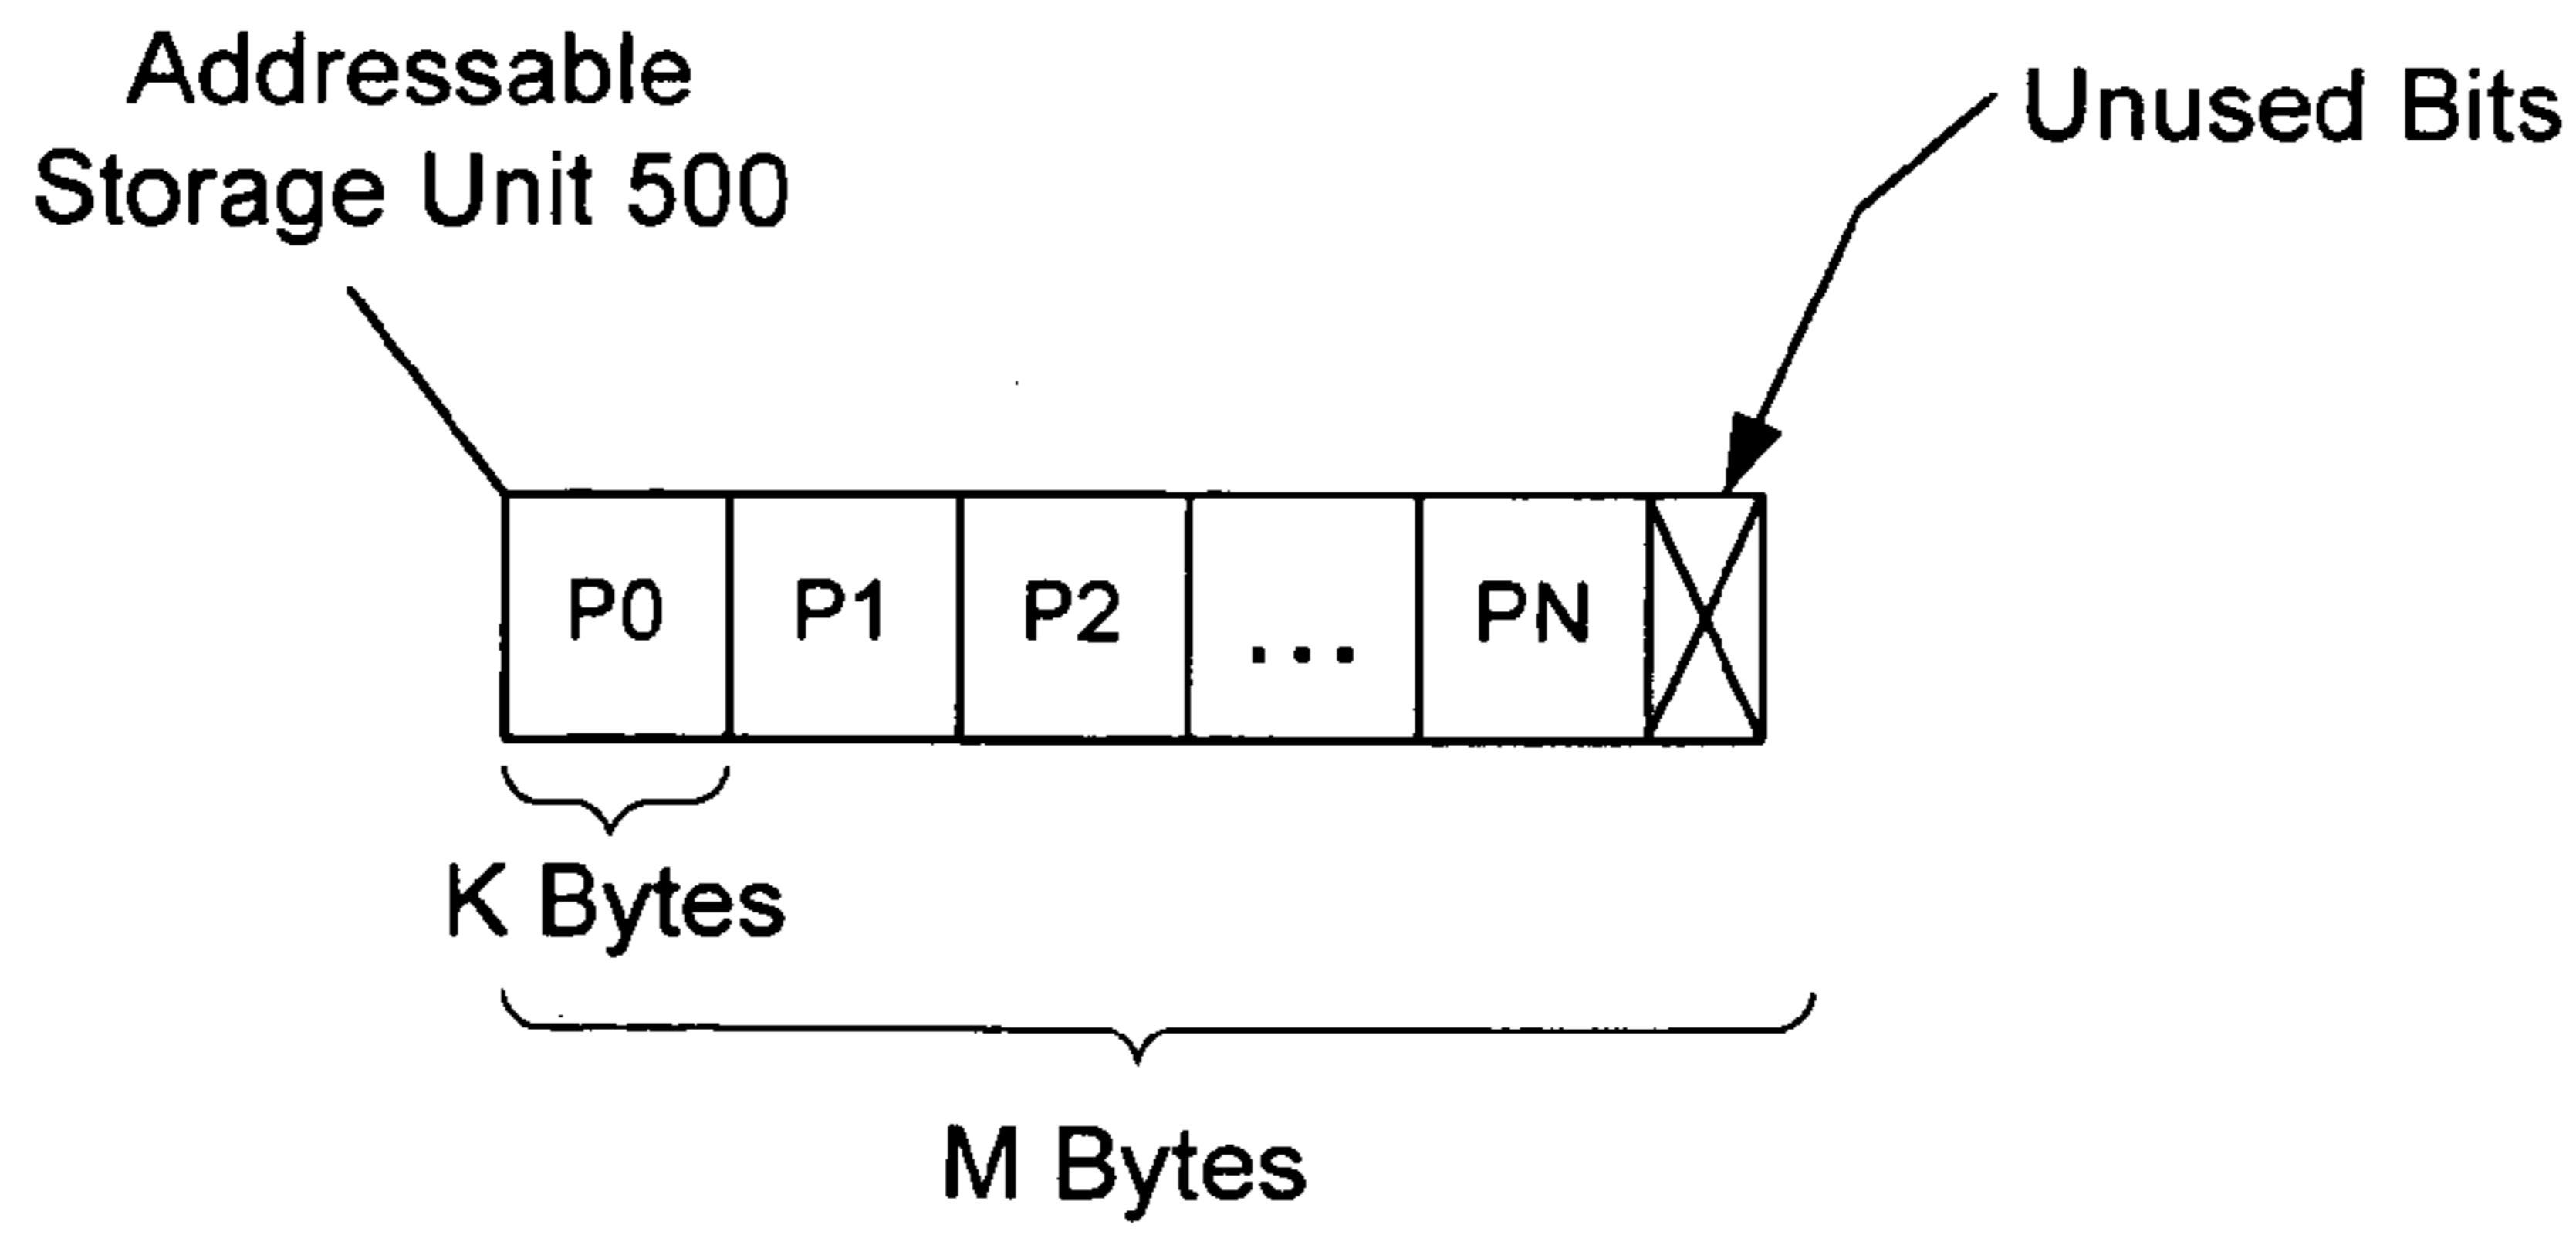 Addressable
Storage Unit 500
Unused Bits
P0 P1 P2 ... PN
K Bytes
M Bytes